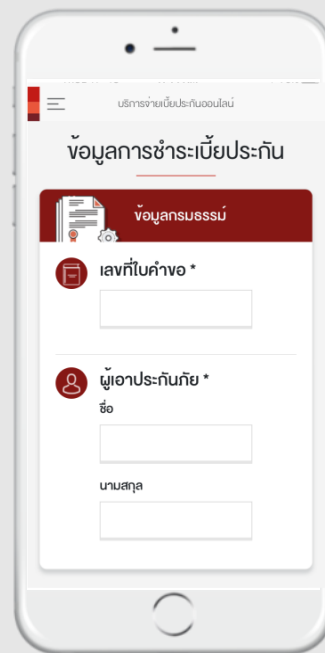 บริการจ่ายเบี้ยประกันออนไลน์
ข้อมูลการชำระเบี้ยประกัน
ข้อมูลกรมธรรม์
เลขที่ใบคำขอ *
ผู้เอาประกันภัย *
ชื่อ
นามสกุล